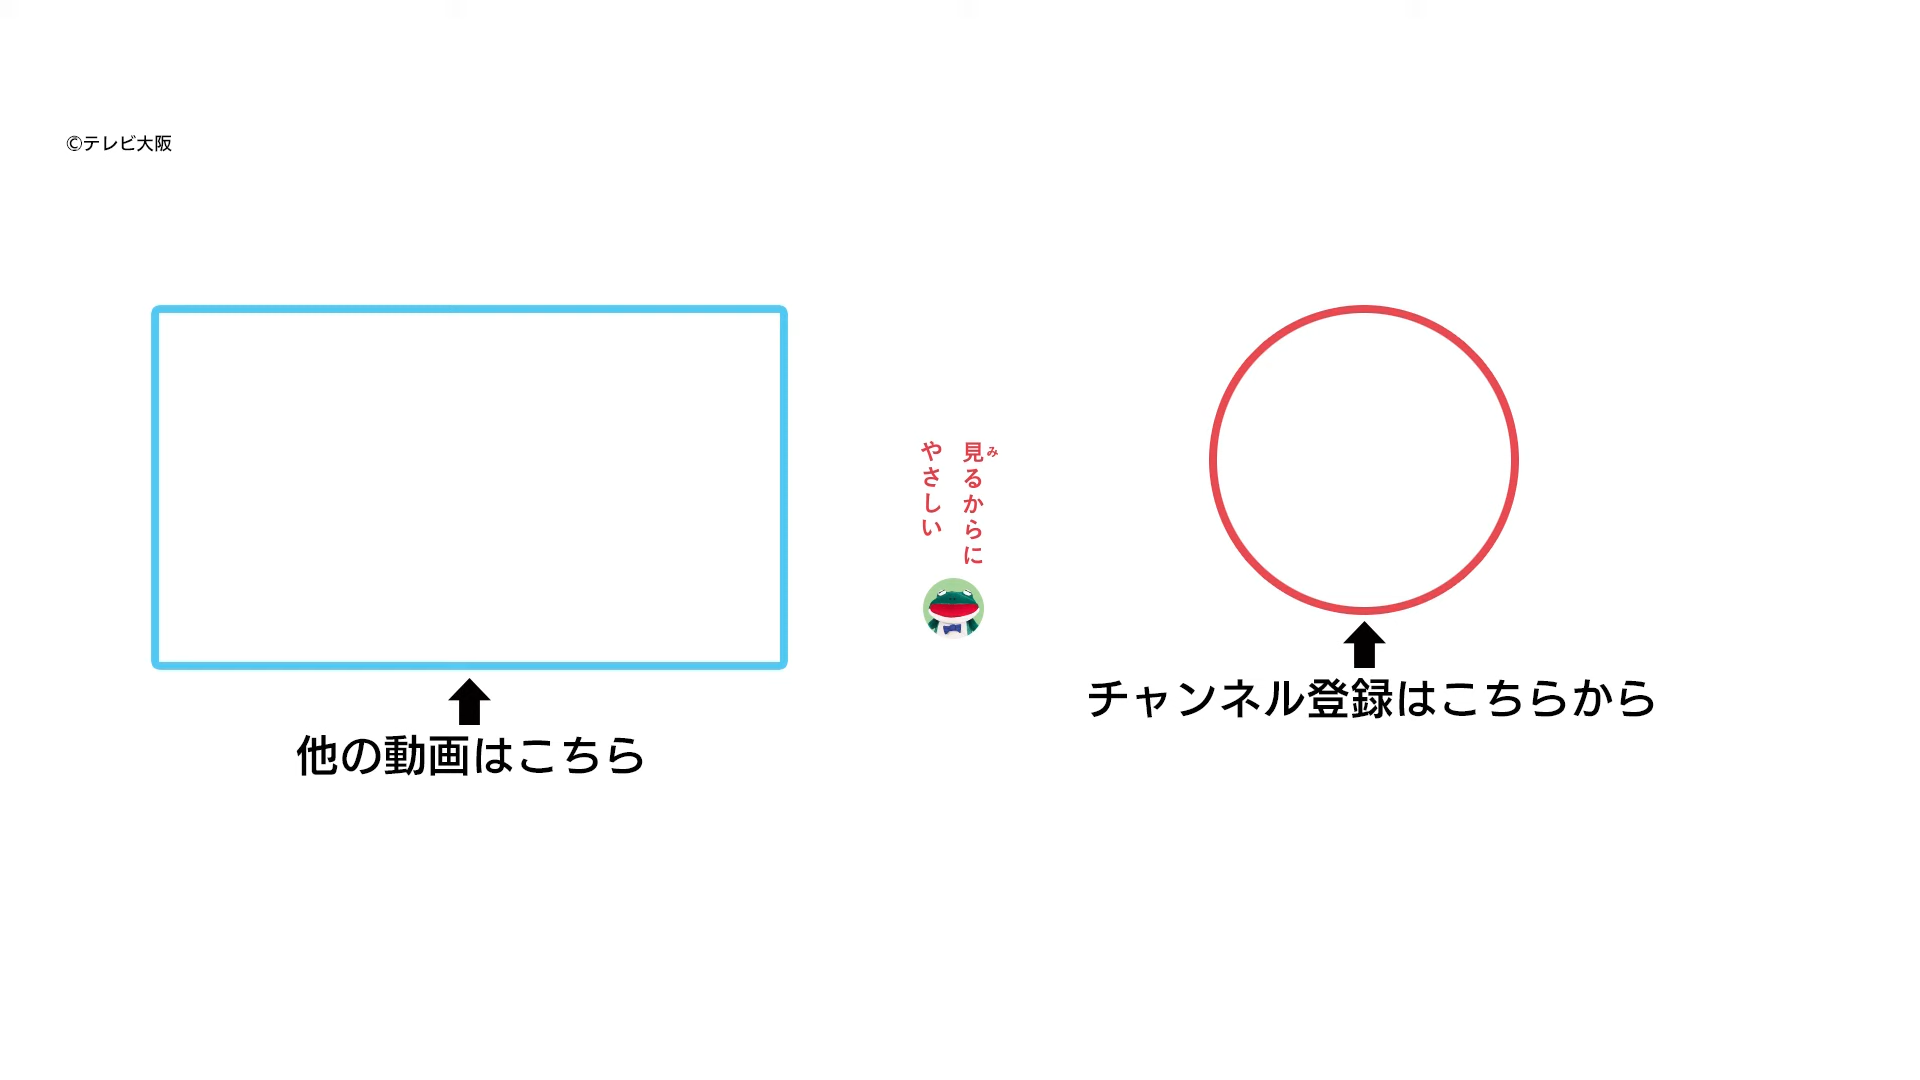 ©テレビ大阪
見るからに
み
やさしい
他の動画はこちら
チャンネル登録はこちらから